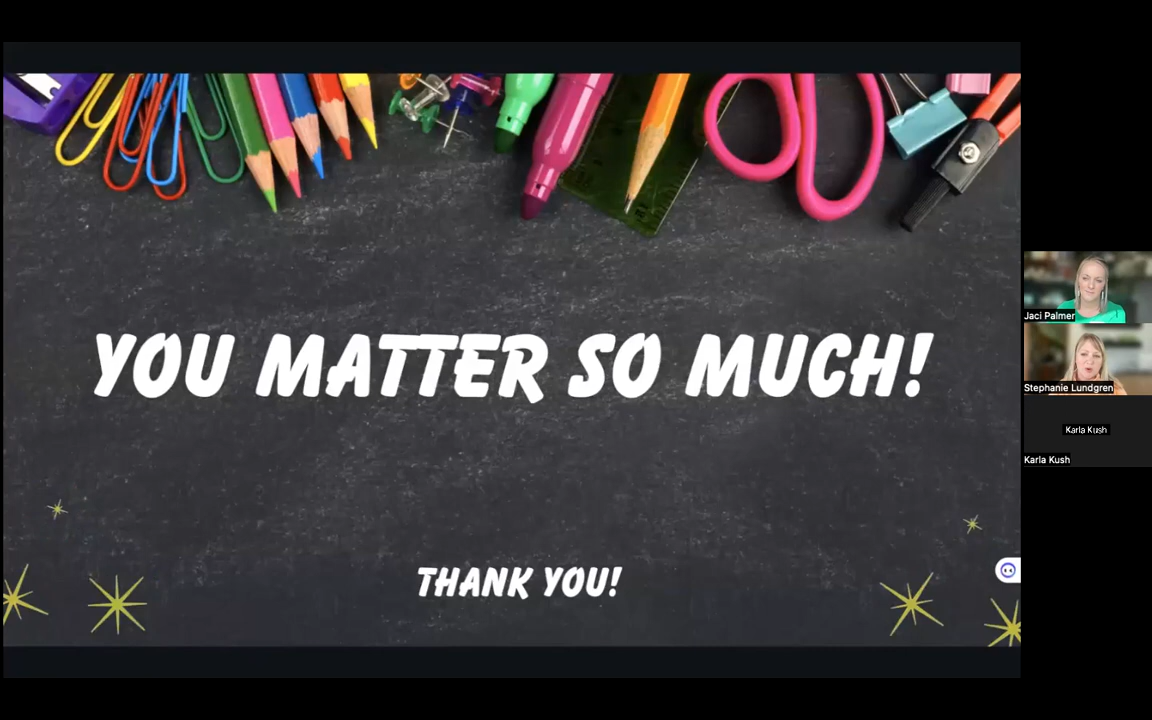 YOU MATTER SO MUCH!
THANK YOU!
Jaci Palmer
Stephanie Lundgren
Karla Kush
Karla Kush